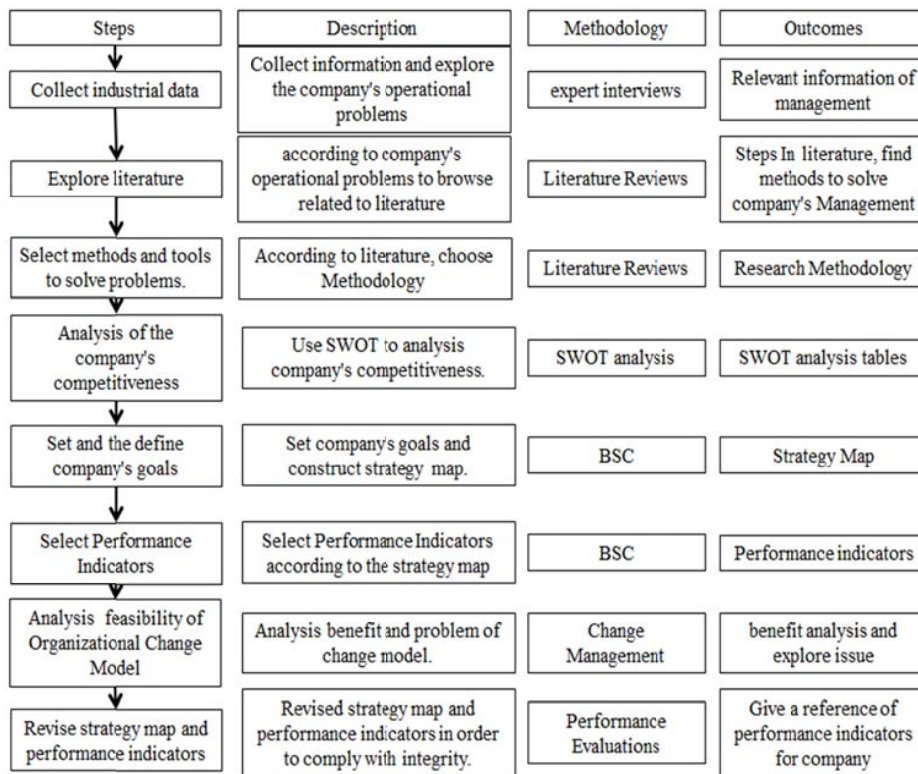 Steps
Description
Methodology
Outcomes
Collect industrial data
Collect information and explore
the company's operational
problems
expert interviews
Relevant information of
management
Explore literature
according to company's
operational problems to browse
related to literature
Literature Reviews
Steps In literature, find
methods to solve
company's Management
Select methods and tools
to solve problems.
According to literature, choose
Methodology
Literature Reviews
Research Methodology
Analysis of the
company's
competitiveness
Use SWOT to analysis
company's competitiveness.
SWOT analysis
SWOT analysis tables
Set and the define
company's goals
Set company's goals and
construct strategy map.
BSC
Strategy Map
Select Performance
Indicators
Select Performance Indicators
according to the strategy map
BSC
Performance indicators
Analysis feasibility of
Organizational Change
Model
Analysis benefit and problem of
change model.
Change
Management
benefit analysis and
explore issue
Revise strategy map and
performance indicators
Revised strategy map and
performance indicators in order
to comply with integrity.
Performance
Evaluations
Give a reference of
performance indicators
for company